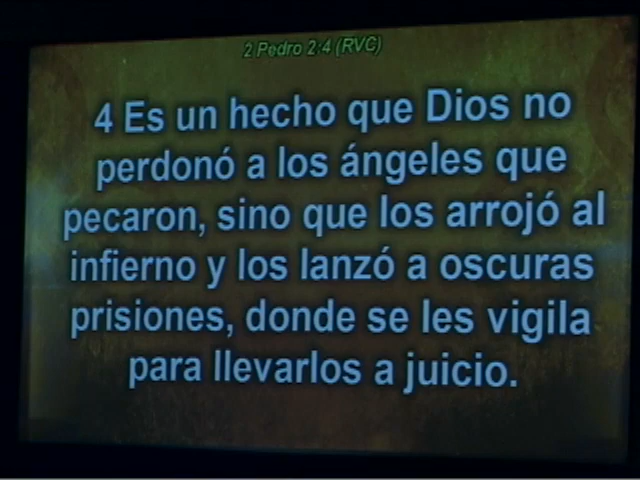 2 Pedro 2:4 (RVC)
4 Es un hecho que Dios no
perdonó a los ángeles que
pecaron, sino que los arrojó al
infierno y los lanzó a oscuras
prisiones, donde se les vigila
para llevarlos a juicio.